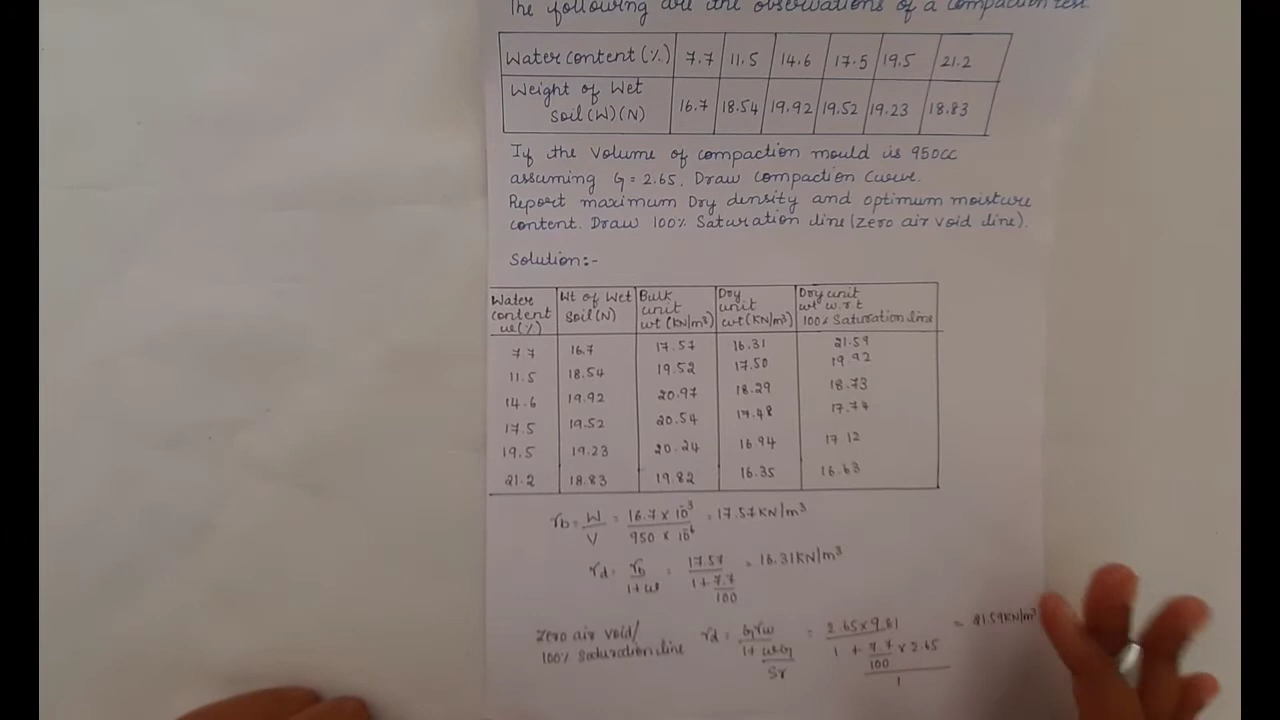 The following are the observations of a compaction test
Water content (%) 7.7 11.5 14.6 17.5 19.5 21.2
Weight of Wet
Soil (W) (N) 16.7 18.54 19.92 19.52 19.23 18.83
If the Volume of compaction mould is 950cc
assuming G = 2.65. Draw compaction Curve.
Report maximum Dry density and optimum moisture
content. Draw 100% Saturation line (Zero air void line).
Solution:-
Water content w(%) Wt of Wet Soil (N) Bulk unit wt (KN/m³) Dry unit wt (KN/m³) Dry unit wt w.r.t 100% Saturation line
7.7 16.7 17.57 16.31 21.59
11.5 18.54 19.52 17.50 19.92
14.6 19.92 20.97 18.29 18.73
17.5 19.52 20.54 17.48 17.74
19.5 19.23 20.24 16.94 17.12
21.2 18.83 19.82 16.35 16.63
γb = W/V = 16.7 x 10⁻³ / 950 x 10⁻⁶ = 17.57 KN/m³
γd = γb / 1+w = 17.57 / 1 + 7.7/100 = 16.31 KN/m³
Zero air void/
100% Saturation line γd = Gγw / 1 + wG/Sr = 2.65 x 9.81 / 1 + 7.7/100 x 2.65 / 1 = 21.59 KN/m³